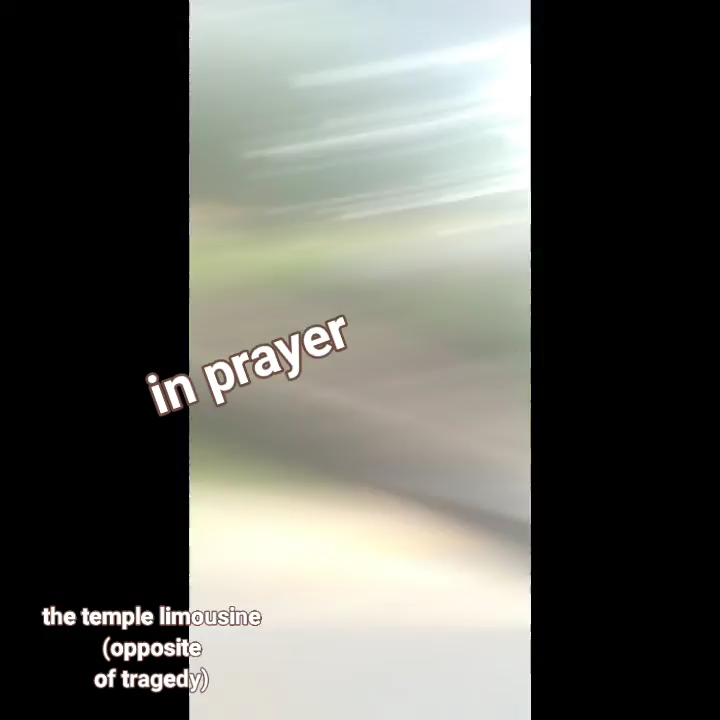 in prayer
the temple limousine
(opposite
of tragedy)